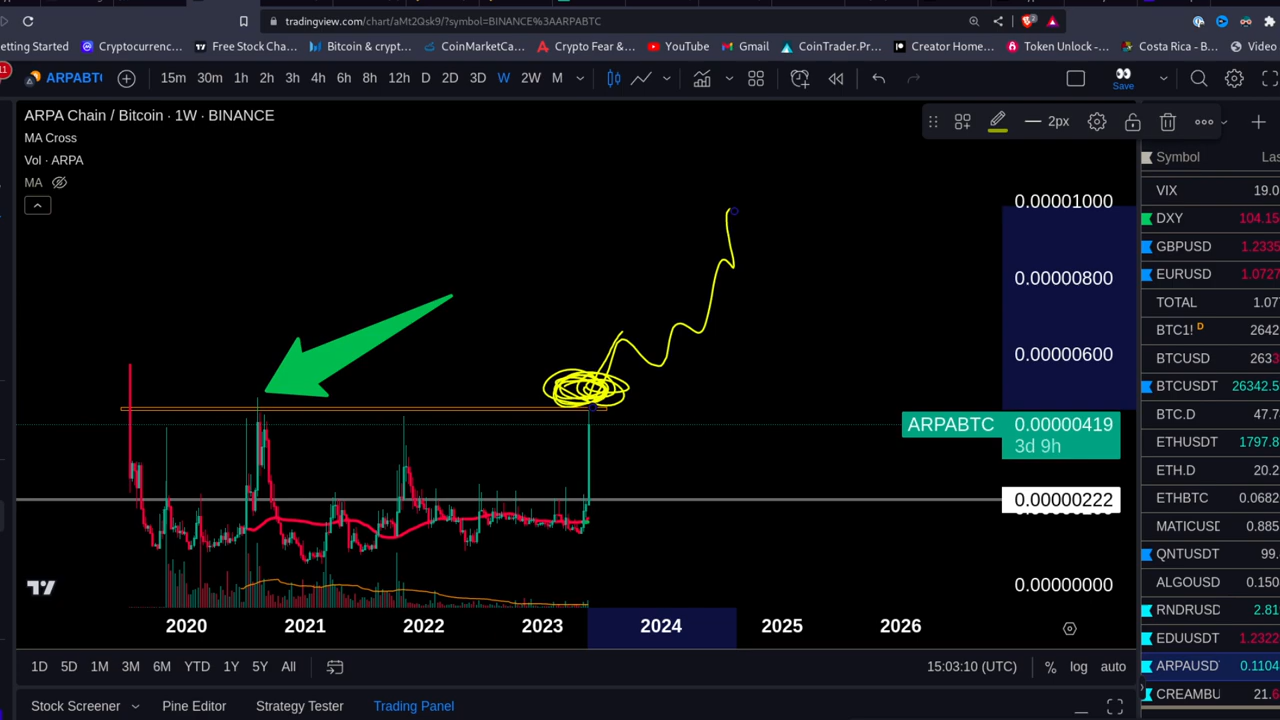 tradingview.com/chart/aMt2Qsk9/?symbol=BINANCE%3AARPABTC
etting Started Cryptocurrenc... Free Stock Cha... Bitcoin & crypt... CoinMarketCa... Crypto Fear &... YouTube Gmail CoinTrader.Pr... Creator Home... Token Unlock -... Costa Rica - W... Video
11
ARPABTC 15m 30m 1h 2h 3h 4h 6h 8h 12h D 2D 3D W 2W M Save
ARPA Chain / Bitcoin · 1W · BINANCE
2px
MA Cross
Vol · ARPA
MA
Symbol Las
VIX 19.0
DXY 104.15
GBPUSD 1.2335
EURUSD 1.0727
TOTAL 1.07
BTC1! D 2642
BTCUSD 263
BTCUSDT 26342.5
BTC.D 47.7
ETHUSDT 1797.8
ETH.D 20.2
ETHBTC 0.0682
MATICUSD 0.885
QNTUSDT 99.
ALGOUSD 0.150
RNDRUSD 2.81
EDUUSDT 1.2322
ARPAUSD 0.1104
CREAMBU 21.6
0.00001000
0.00000800
0.00000600
ARPABTC 0.00000419
3d 9h
0.00000222
0.00000000
2020 2021 2022 2023 2024 2025 2026
1D 5D 1M 3M 6M YTD 1Y 5Y All 15:03:10 (UTC) % log auto
Stock Screener Pine Editor Strategy Tester Trading Panel